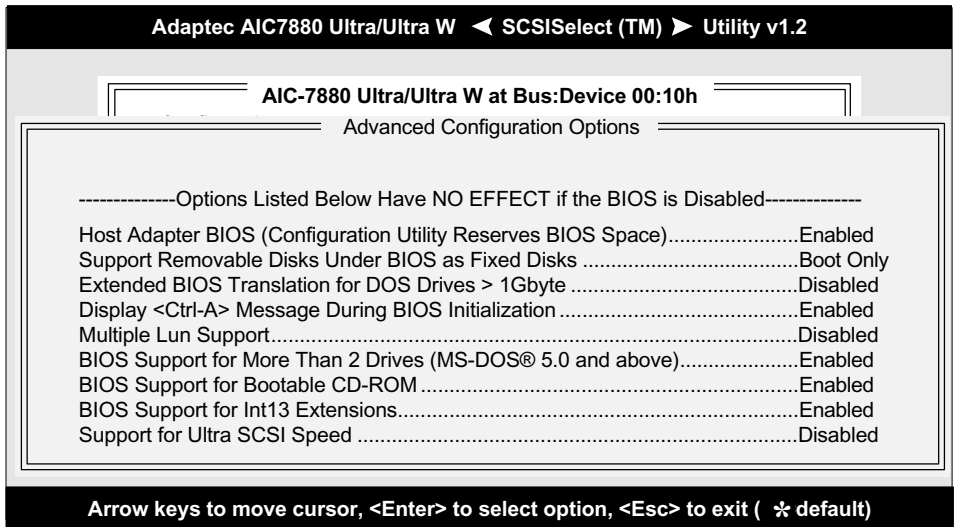 Adaptec AIC7880 Ultra/Ultra W ◄ SCSISelect (TM) ► Utility v1.2
AIC-7880 Ultra/Ultra W at Bus:Device 00:10h
Advanced Configuration Options
--------------Options Listed Below Have NO EFFECT if the BIOS is Disabled--------------
Host Adapter BIOS (Configuration Utility Reserves BIOS Space).......................Enabled
Support Removable Disks Under BIOS as Fixed Disks ......................................Boot Only
Extended BIOS Translation for DOS Drives > 1Gbyte ........................................Disabled
Display <Ctrl-A> Message During BIOS Initialization ..........................................Enabled
Multiple Lun Support.............................................................................................Disabled
BIOS Support for More Than 2 Drives (MS-DOS® 5.0 and above).....................Enabled
BIOS Support for Bootable CD-ROM ...................................................................Enabled
BIOS Support for Int13 Extensions.......................................................................Enabled
Support for Ultra SCSI Speed ..............................................................................Disabled
Arrow keys to move cursor, <Enter> to select option, <Esc> to exit ( * default)